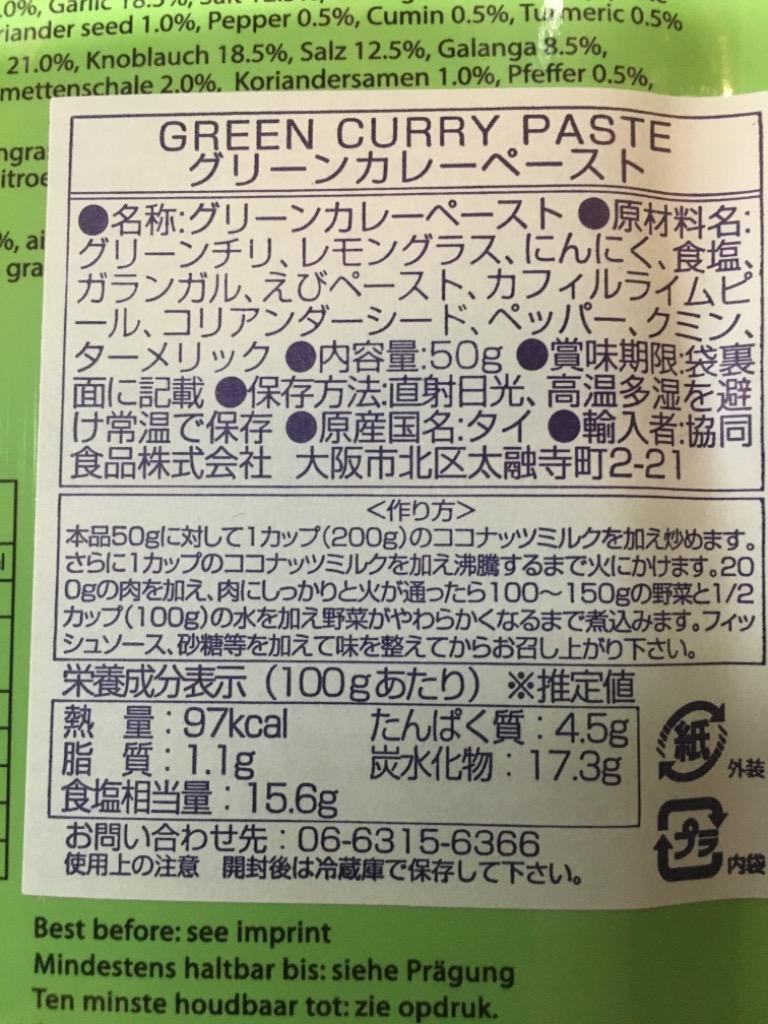 riander seed 1.0%, Pepper 0.5%, Cumin 0.5%, Turmeric 0.5%
21.0%, Knoblauch 18.5%, Salz 12.5%, Galanga 8.5%,
mettenschale 2.0%, Koriandersamen 1.0%, Pfeffer 0.5%,
GREEN CURRY PASTE
グリーンカレーペースト
●名称:グリーンカレーペースト ●原材料名:
グリーンチリ、レモングラス、にんにく、食塩、
ガランガル、えびペースト、カフィルライムピ
ール、コリアンダーシード、ペッパー、クミン、
ターメリック ●内容量:50g ●賞味期限:袋裏
面に記載 ●保存方法:直射日光、高温多湿を避
け常温で保存 ●原産国名:タイ ●輸入者:協同
食品株式会社 大阪市北区太融寺町2-21
<作り方>
本品50gに対して1カップ(200g)のココナッツミルクを加え炒めます。
さらに1カップのココナッツミルクを加え沸騰するまで火にかけます。20
0gの肉を加え、肉にしっかりと火が通ったら100~150gの野菜と1/2
カップ(100g)の水を加え野菜がやわらかくなるまで煮込みます。フィッ
シュソース、砂糖等を加えて味を整えてからお召し上がり下さい。
栄養成分表示(100gあたり)※推定値
熱 量:97kcal たんぱく質:4.5g
脂 質:1.1g 炭水化物:17.3g
食塩相当量:15.6g
紙 外装
プラ 内袋
お問い合わせ先:06-6315-6366
使用上の注意 開封後は冷蔵庫で保存して下さい。
Best before: see imprint
Mindestens haltbar bis: siehe Prägung
Ten minste houdbaar tot: zie opdruk.